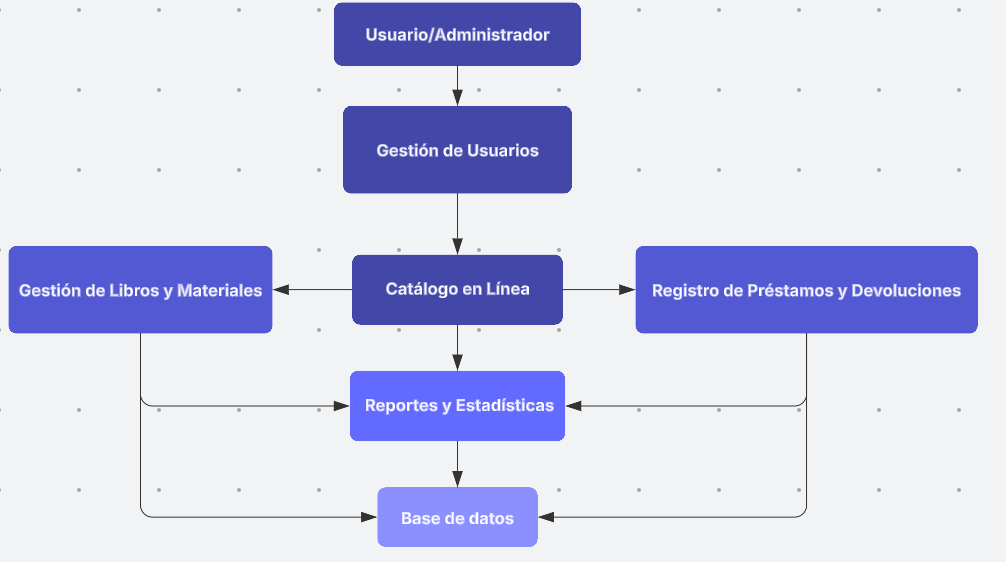 Usuario/Administrador
Gestión de Usuarios
Gestión de Libros y Materiales
Catálogo en Línea
Registro de Préstamos y Devoluciones
Reportes y Estadísticas
Base de datos